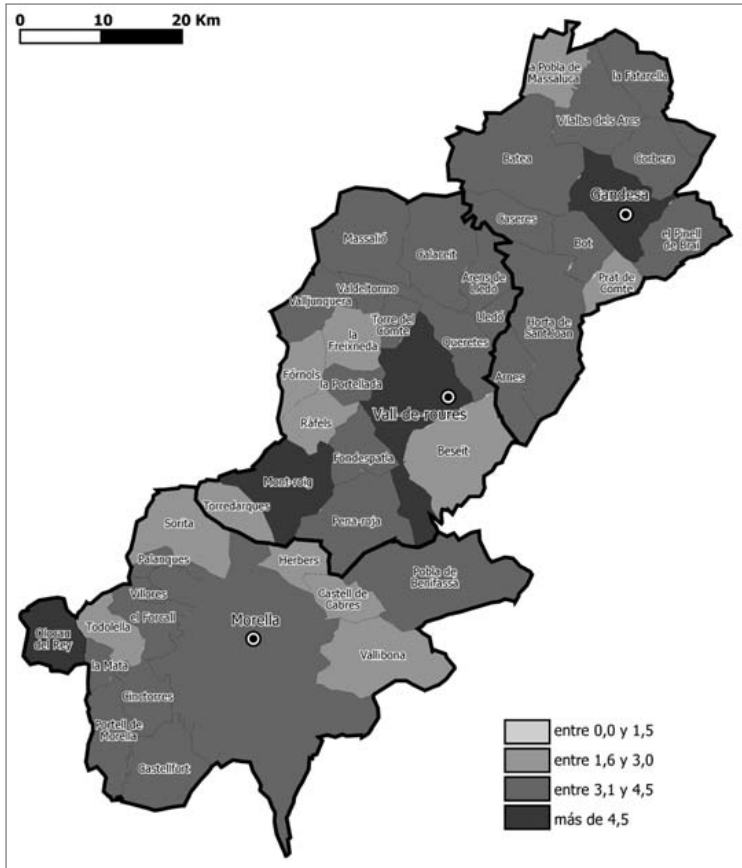 0 10 20 Km
la Pobla de
Massaluca
la Fatarella
Vilalba dels Arcs
Batea
Corbera
Gandesa
Caseres
el Pinell
de Brai
Bot
Prat de
Comte
Massalió
Calaceit
Arens de
Lledó
Valdeltormo
Valljunquera
Torre del
Comte
Lledó
Horta de
SantJoan
la
Freixneda
Queretes
Fórnols
la Portellada
Arnes
Vall-de-roures
Ràfels
Beseit
Fondespatla
Mont-roig
Torredarques
Pena-roja
Sorita
Palanques
Herbers
Pobla de
Benifassà
Castell de
Cabres
Villores
el Forcall
Morella
Todolella
Olocau
del Rey
Vallibona
la Mata
Cinctorres
Portell de
Morella
Castellfort
entre 0,0 y 1,5
entre 1,6 y 3,0
entre 3,1 y 4,5
más de 4,5